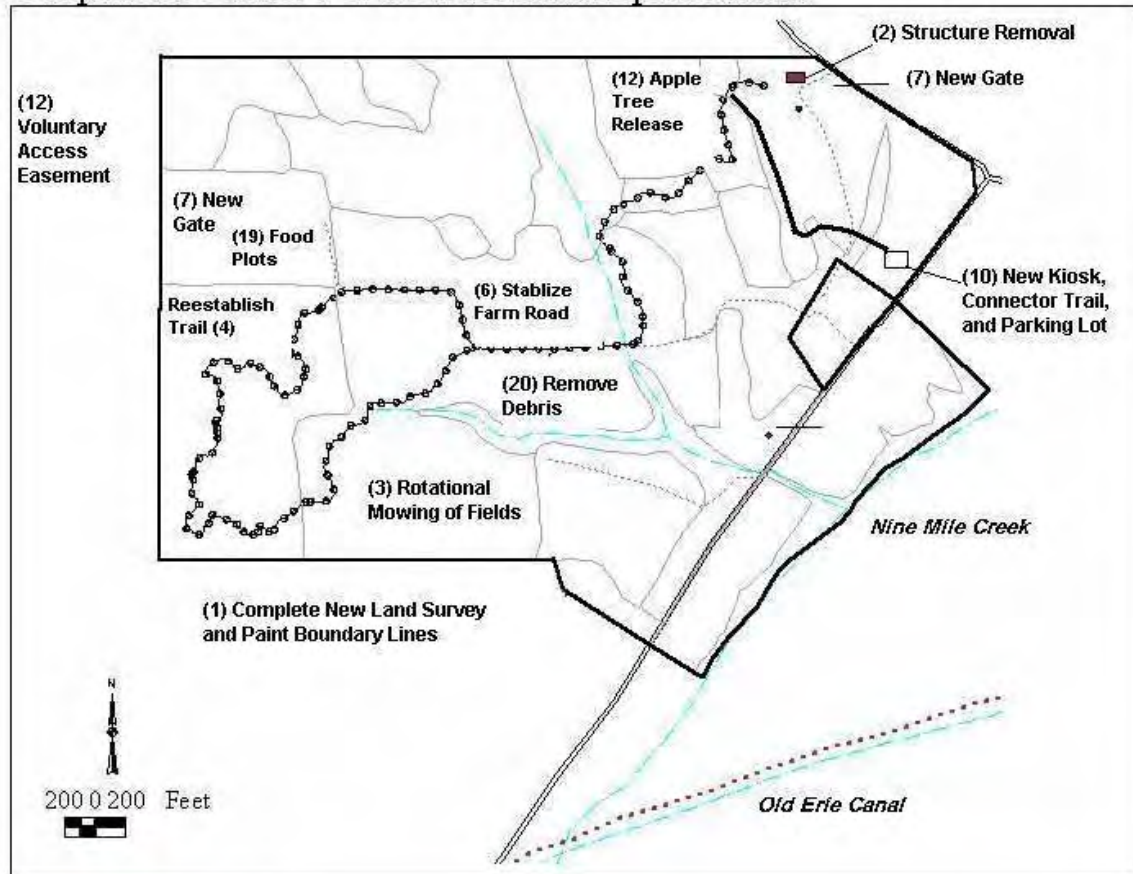 (2) Structure Removal
(7) New Gate
(12) Apple
Tree
Release
(12)
Voluntary
Access
Easement
(7) New
Gate
(19) Food
Plots
(6) Stablize
Farm Road
Reestablish
Trail (4)
(10) New Kiosk,
Connector Trail,
and Parking Lot
(20) Remove
Debris
(3) Rotational
Mowing of Fields
Nine Mile Creek
(1) Complete New Land Survey
and Paint Boundary Lines
N
200 0 200 Feet
Old Erie Canal